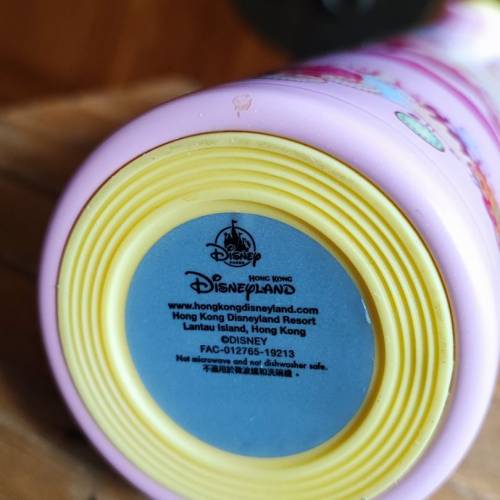 Disney
PARKS
HONG KONG
Disneyland
www.hongkongdisneyland.com
Hong Kong Disneyland Resort
Lantau Island, Hong Kong
©DISNEY
FAC-012765-19213
Not microwave and not dishwasher safe.
不適用於微波爐和洗碗機。